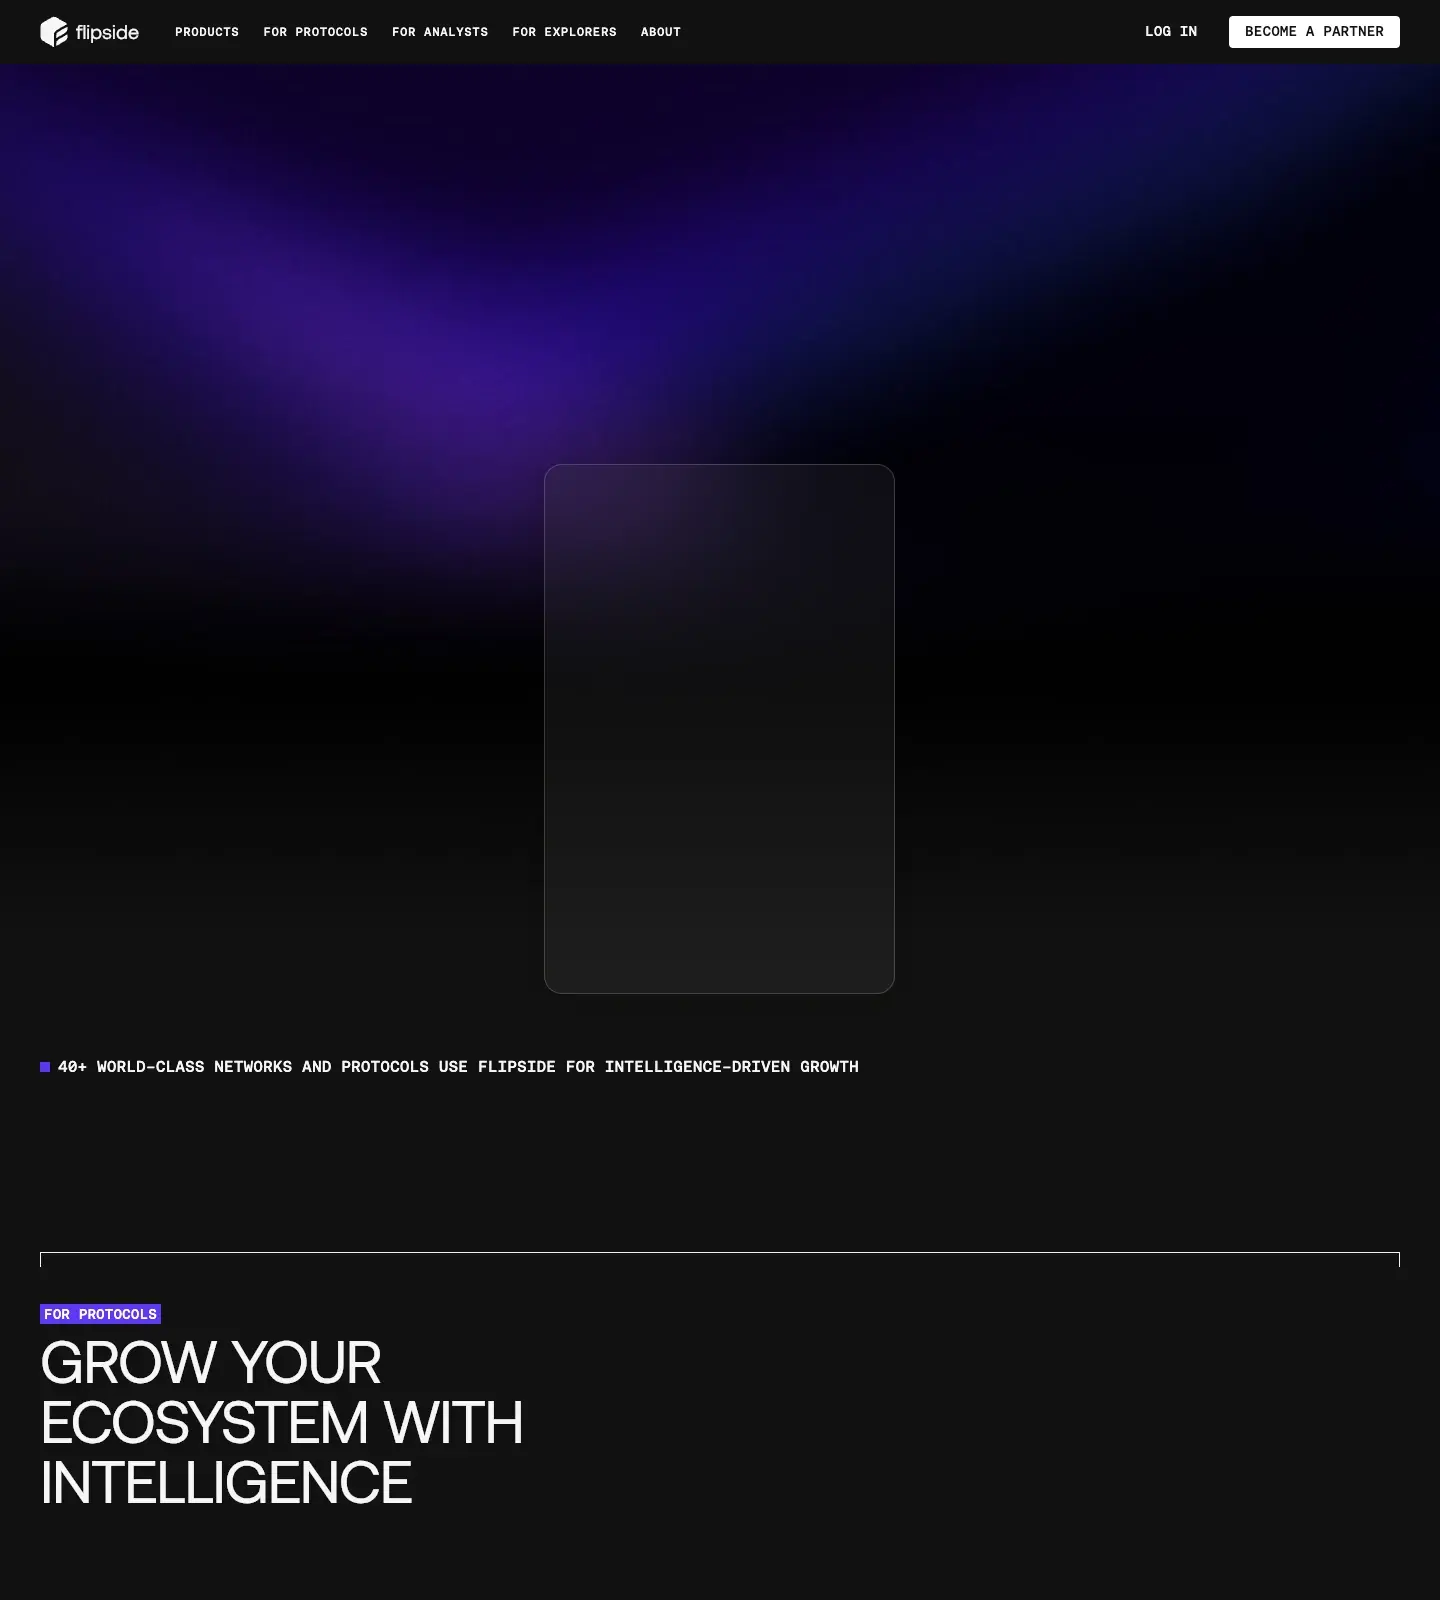 flipside
PRODUCTS
FOR PROTOCOLS
FOR ANALYSTS
FOR EXPLORERS
ABOUT
LOG IN
BECOME A PARTNER
40+ WORLD-CLASS NETWORKS AND PROTOCOLS USE FLIPSIDE FOR INTELLIGENCE-DRIVEN GROWTH
FOR PROTOCOLS
GROW YOUR
ECOSYSTEM WITH
INTELLIGENCE